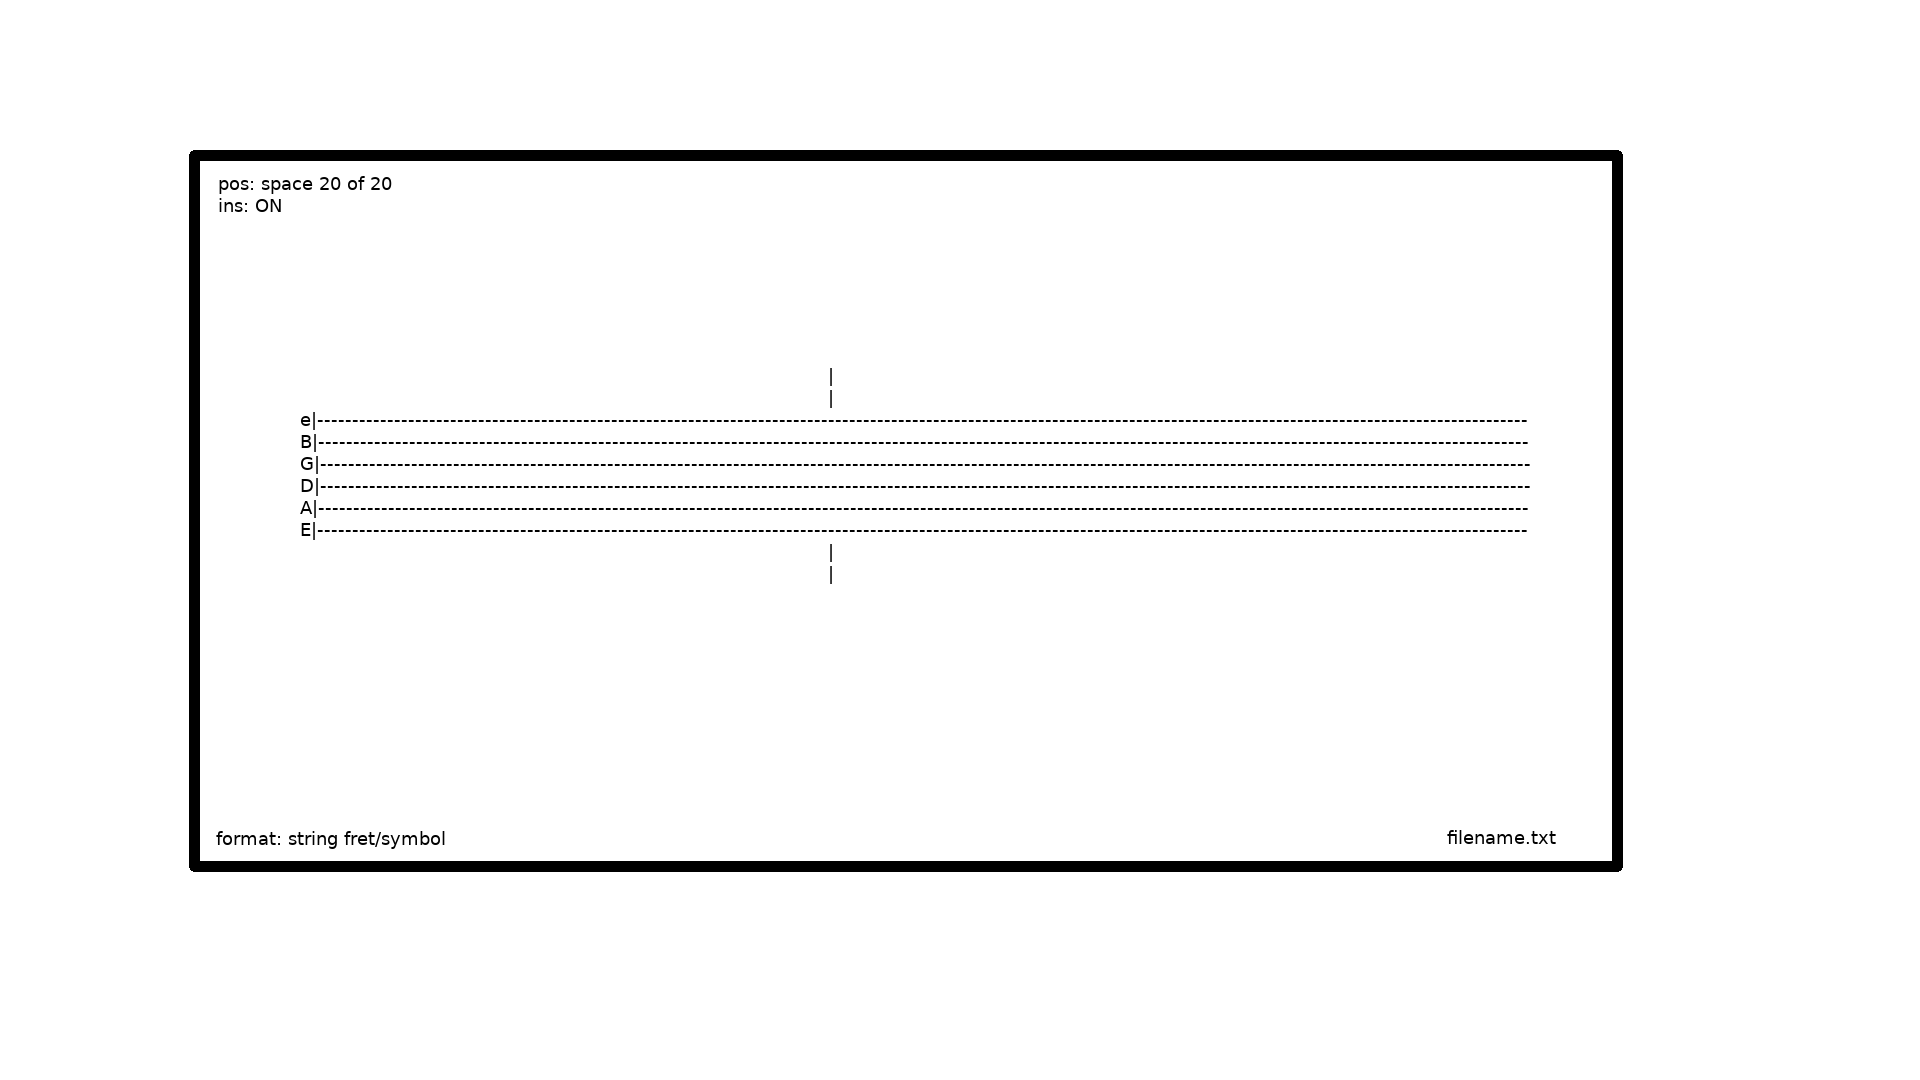 pos: space 20 of 20
ins: ON
|
|
e|-----------------------------------------------------------------------------------------------------------------------------------------------------------------------------
B|-----------------------------------------------------------------------------------------------------------------------------------------------------------------------------
G|-----------------------------------------------------------------------------------------------------------------------------------------------------------------------------
D|-----------------------------------------------------------------------------------------------------------------------------------------------------------------------------
A|-----------------------------------------------------------------------------------------------------------------------------------------------------------------------------
E|-----------------------------------------------------------------------------------------------------------------------------------------------------------------------------
|
|
format: string fret/symbol
filename.txt